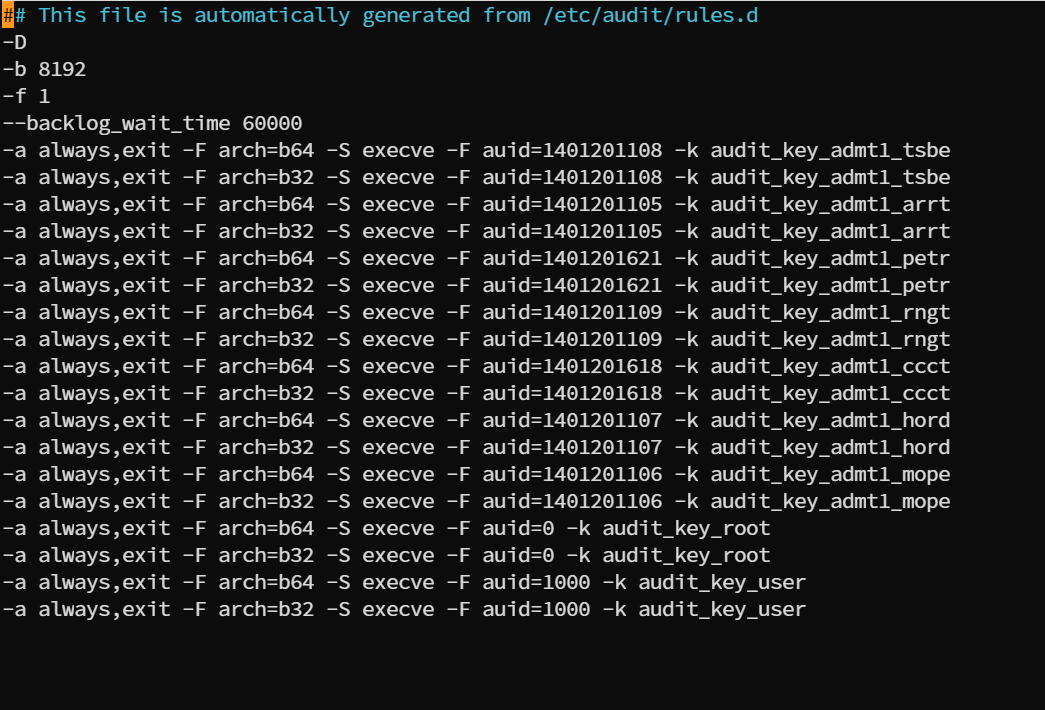 ## This file is automatically generated from /etc/audit/rules.d
-D
-b 8192
-f 1
--backlog_wait_time 60000
-a always,exit -F arch=b64 -S execve -F auid=1401201108 -k audit_key_admt1_tsbe
-a always,exit -F arch=b32 -S execve -F auid=1401201108 -k audit_key_admt1_tsbe
-a always,exit -F arch=b64 -S execve -F auid=1401201105 -k audit_key_admt1_arrt
-a always,exit -F arch=b32 -S execve -F auid=1401201105 -k audit_key_admt1_arrt
-a always,exit -F arch=b64 -S execve -F auid=1401201621 -k audit_key_admt1_petr
-a always,exit -F arch=b32 -S execve -F auid=1401201621 -k audit_key_admt1_petr
-a always,exit -F arch=b64 -S execve -F auid=1401201109 -k audit_key_admt1_rngt
-a always,exit -F arch=b32 -S execve -F auid=1401201109 -k audit_key_admt1_rngt
-a always,exit -F arch=b64 -S execve -F auid=1401201618 -k audit_key_admt1_ccct
-a always,exit -F arch=b32 -S execve -F auid=1401201618 -k audit_key_admt1_ccct
-a always,exit -F arch=b64 -S execve -F auid=1401201107 -k audit_key_admt1_hord
-a always,exit -F arch=b32 -S execve -F auid=1401201107 -k audit_key_admt1_hord
-a always,exit -F arch=b64 -S execve -F auid=1401201106 -k audit_key_admt1_mope
-a always,exit -F arch=b32 -S execve -F auid=1401201106 -k audit_key_admt1_mope
-a always,exit -F arch=b64 -S execve -F auid=0 -k audit_key_root
-a always,exit -F arch=b32 -S execve -F auid=0 -k audit_key_root
-a always,exit -F arch=b64 -S execve -F auid=1000 -k audit_key_user
-a always,exit -F arch=b32 -S execve -F auid=1000 -k audit_key_user